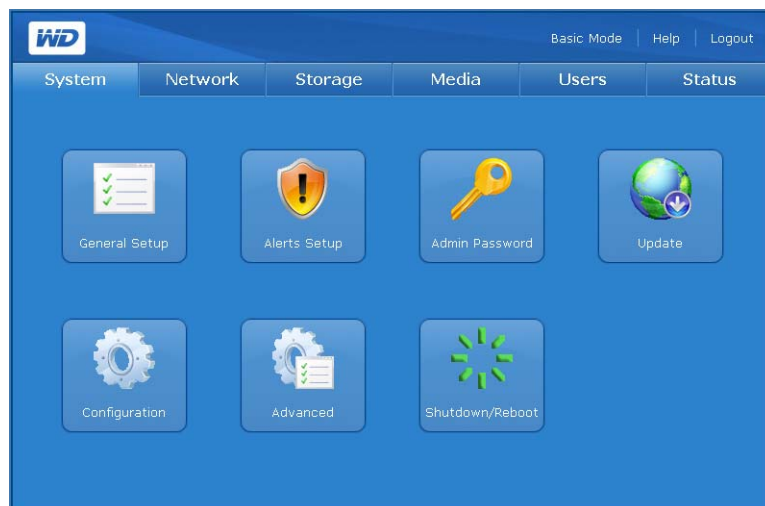 WD
Basic Mode | Help | Logout
System Network Storage Media Users Status
General Setup Alerts Setup Admin Password Update
Configuration Advanced Shutdown/Reboot